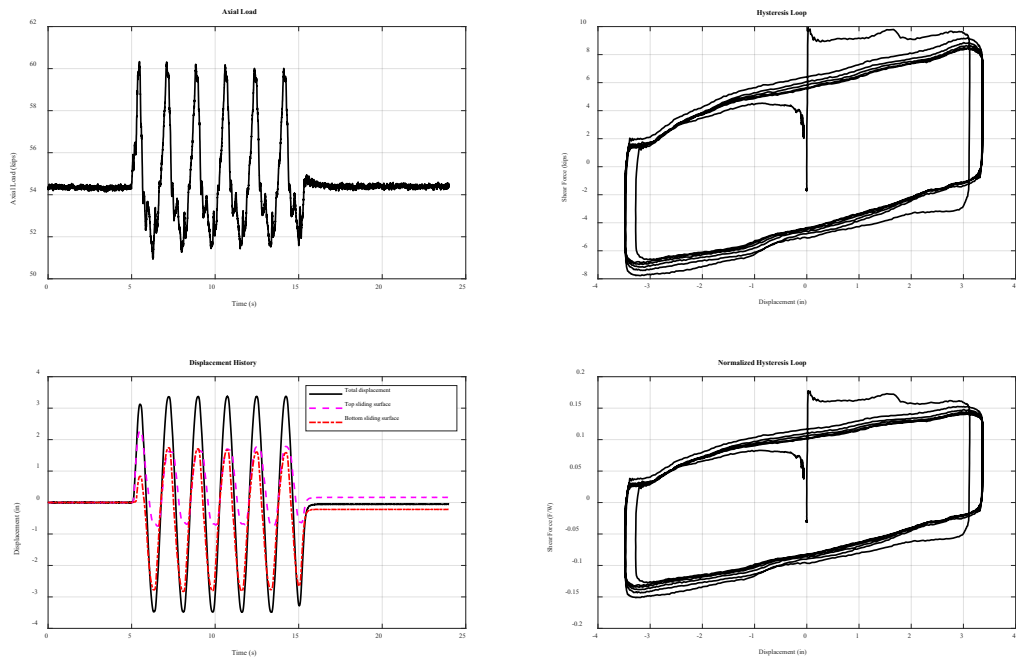 Axial Load
62
60
58
56
54
52
50
Axial Load (kips)
0 5 10 15 20 25
Time (s)
Hysteresis Loop
10
8
6
4
2
0
-2
-4
-6
-8
Shear Force (kips)
-4 -3 -2 -1 0 1 2 3 4
Displacement (in)
Displacement History
4
3
2
1
0
-1
-2
-3
-4
Displacement (in)
Total displacement
Top sliding surface
Bottom sliding surface
0 5 10 15 20 25
Time (s)
Normalized Hysteresis Loop
0.2
0.15
0.1
0.05
0
-0.05
-0.1
-0.15
-0.2
Shear Force (F/W)
-4 -3 -2 -1 0 1 2 3 4
Displacement (in)